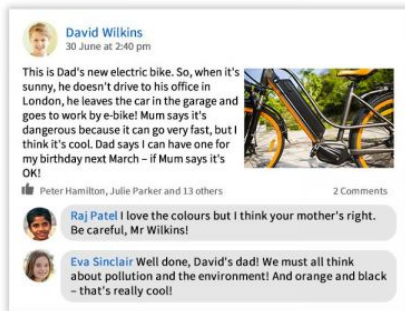 David Wilkins
30 June at 2:40 pm
This is Dad's new electric bike. So, when it's
sunny, he doesn't drive to his office in
London, he leaves the car in the garage and
goes to work by e-bike! Mum says it's
dangerous because it can go very fast, but I
think it's cool. Dad says I can have one for
my birthday next March – if Mum says it's
OK!
Peter Hamilton, Julie Parker and 13 others 2 Comments
Raj Patel I love the colours but I think your mother's right.
Be careful, Mr Wilkins!
Eva Sinclair Well done, David's dad! We must all think
about pollution and the environment! And orange and black
– that's really cool!